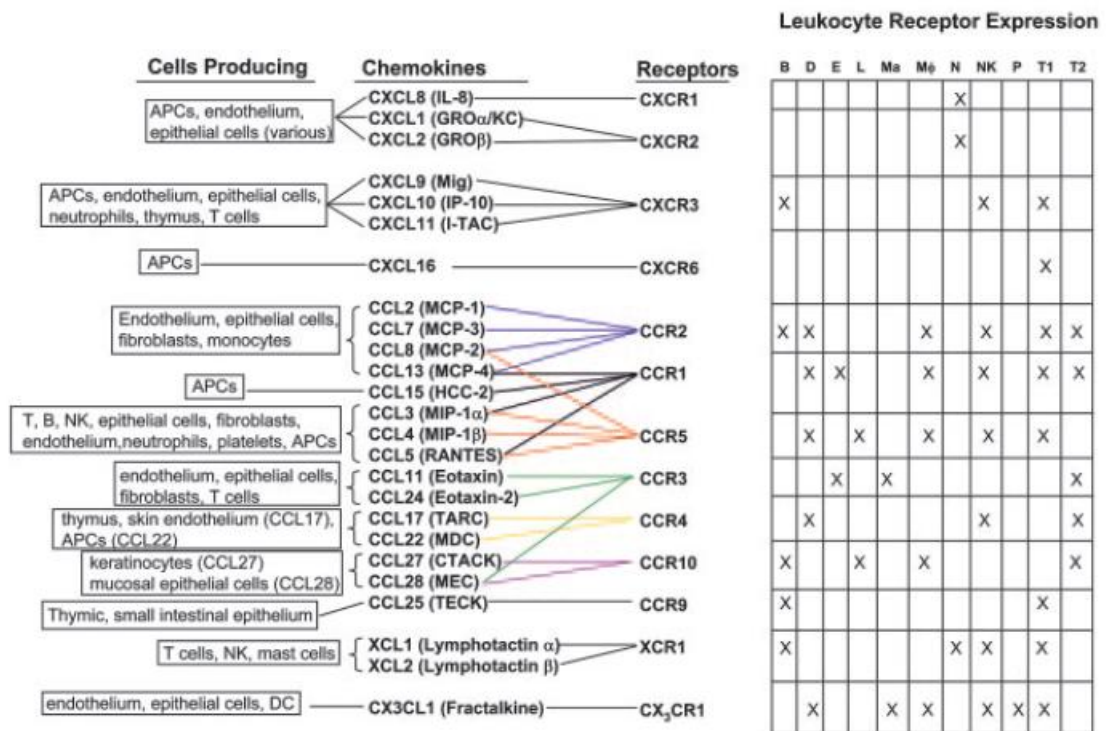 Leukocyte Receptor Expression
Cells Producing Chemokines Receptors
B D E L Ma Mϕ N NK P T1 T2
APCs, endothelium,
epithelial cells (various)
CXCL8 (IL-8) CXCR1 X
CXCL1 (GROα/KC)
CXCL2 (GROβ) CXCR2 X
APCs, endothelium, epithelial cells,
neutrophils, thymus, T cells
CXCL9 (Mig)
CXCL10 (IP-10) CXCR3 X X X
CXCL11 (I-TAC)
APCs CXCL16 CXCR6 X
Endothelium, epithelial cells,
fibroblasts, monocytes
CCL2 (MCP-1)
CCL7 (MCP-3) CCR2 X X X X X X
CCL8 (MCP-2)
CCL13 (MCP-4) CCR1 X X X X X X
APCs CCL15 (HCC-2)
T, B, NK, epithelial cells, fibroblasts,
endothelium,neutrophils, platelets, APCs
CCL3 (MIP-1α)
CCL4 (MIP-1β) CCR5 X X X X X
CCL5 (RANTES)
endothelium, epithelial cells,
fibroblasts, T cells
CCL11 (Eotaxin) CCR3 X X X
CCL24 (Eotaxin-2)
thymus, skin endothelium (CCL17),
APCs (CCL22)
CCL17 (TARC) CCR4 X X X
CCL22 (MDC)
keratinocytes (CCL27)
mucosal epithelial cells (CCL28)
CCL27 (CTACK) CCR10 X X X X
CCL28 (MEC)
Thymic, small intestinal epithelium
CCL25 (TECK) CCR9 X X
T cells, NK, mast cells
XCL1 (Lymphotactin α) XCR1 X X X X
XCL2 (Lymphotactin β)
endothelium, epithelial cells, DC
CX3CL1 (Fractalkine) CX₃CR1 X X X X X X